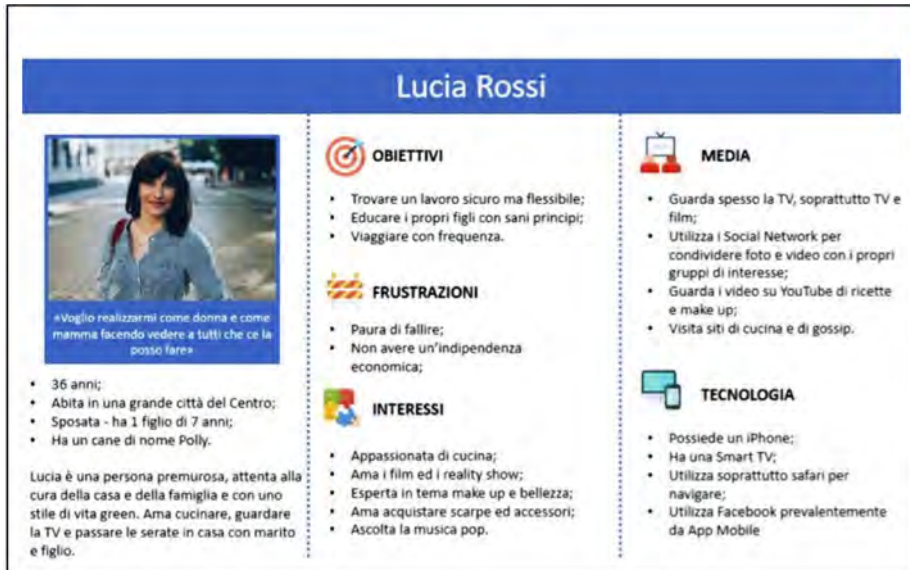 Lucia Rossi
«Voglio realizzarmi come donna e come
mamma facendo vedere a tutti che ce la
posso fare»
• 36 anni;
• Abita in una grande città del Centro;
• Sposata - ha 1 figlio di 7 anni;
• Ha un cane di nome Polly.
Lucia è una persona premurosa, attenta alla
cura della casa e della famiglia e con uno
stile di vita green. Ama cucinare, guardare
la TV e passare le serate in casa con marito
e figlio.
OBIETTIVI
• Trovare un lavoro sicuro ma flessibile;
• Educare i propri figli con sani principi;
• Viaggiare con frequenza.
FRUSTRAZIONI
• Paura di fallire;
• Non avere un'indipendenza
economica;
INTERESSI
• Appassionata di cucina;
• Ama i film ed i reality show;
• Esperta in tema make up e bellezza;
• Ama acquistare scarpe ed accessori;
• Ascolta la musica pop.
MEDIA
• Guarda spesso la TV, soprattutto TV e
film;
• Utilizza i Social Network per
condividere foto e video con i propri
gruppi di interesse;
• Guarda i video su YouTube di ricette
e make up;
• Visita siti di cucina e di gossip.
TECNOLOGIA
• Possiede un iPhone;
• Ha una Smart TV;
• Utilizza soprattutto safari per
navigare;
• Utilizza Facebook prevalentemente
da App Mobile